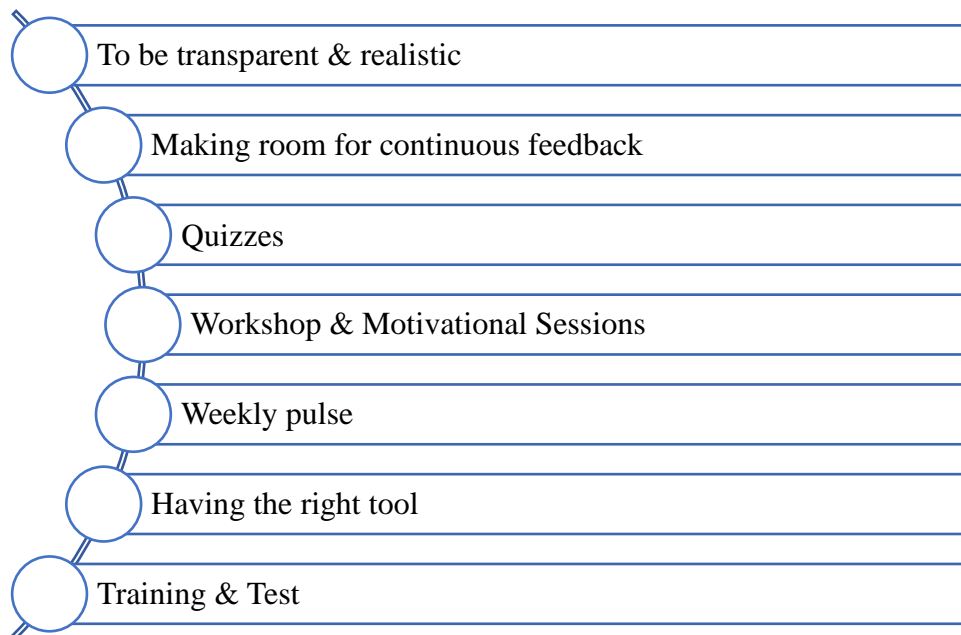 To be transparent & realistic
Making room for continuous feedback
Quizzes
Workshop & Motivational Sessions
Weekly pulse
Having the right tool
Training & Test